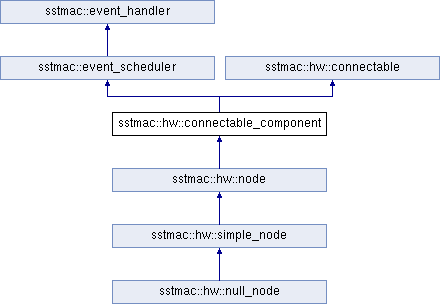 sstmac::event_handler
sstmac::event_scheduler
sstmac::hw::connectable
sstmac::hw::connectable_component
sstmac::hw::node
sstmac::hw::simple_node
sstmac::hw::null_node